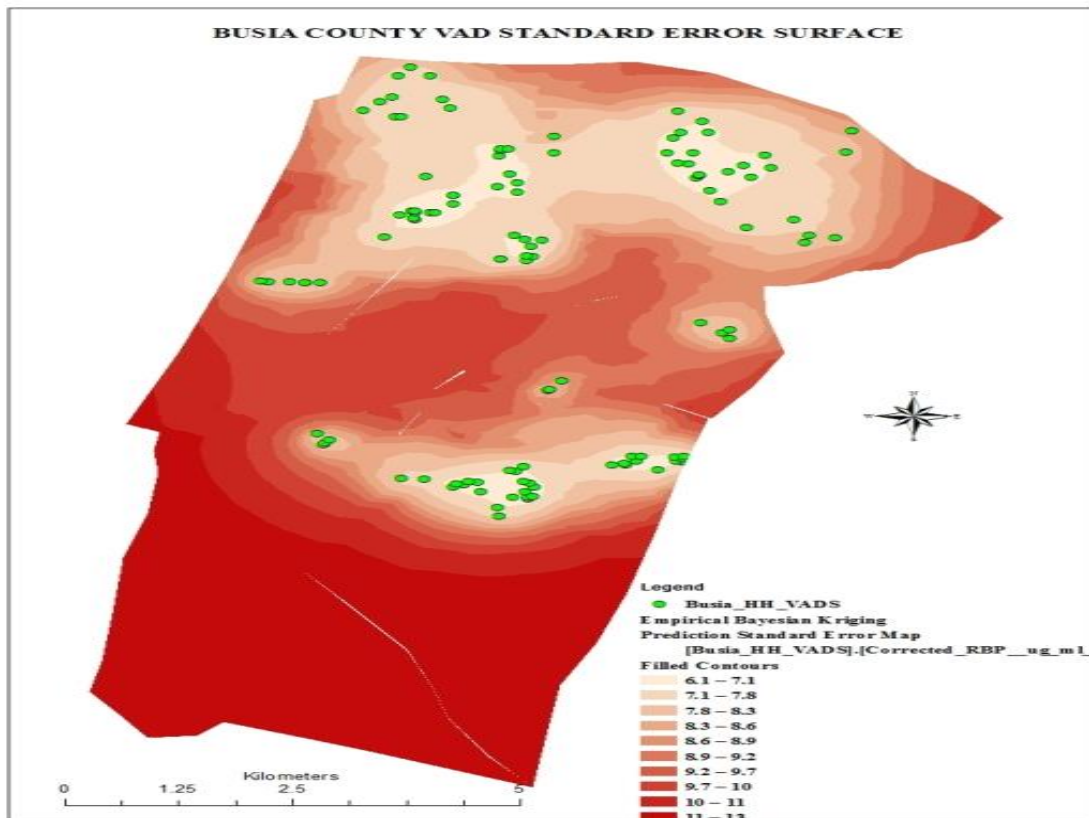 BUSIA COUNTY VAD STANDARD ERROR SURFACE
N
W
E
S
Legend
Busia_HH_VADS
Empirical Bayesian Kriging
Prediction Standard Error Map
[Busia_HH_VADS].[Corrected_RBP__ug_ml_
Filled Contours
6.1 – 7.1
7.1 – 7.8
7.8 – 8.3
8.3 – 8.6
8.6 – 8.9
8.9 – 9.2
9.2 – 9.7
9.7 – 10
10 – 11
11 – 13
Kilometers
0 1.25 2.5 5